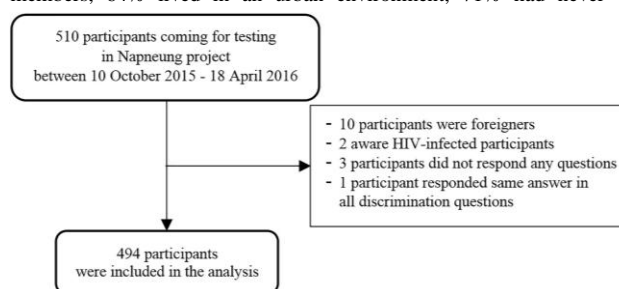 510 participants coming for testing
in Napneung project
between 10 October 2015 - 18 April 2016
- 10 participants were foreigners
- 2 aware HIV-infected participants
- 3 participants did not respond any questions
- 1 participant responded same answer in
all discrimination questions
494 participants
were included in the analysis